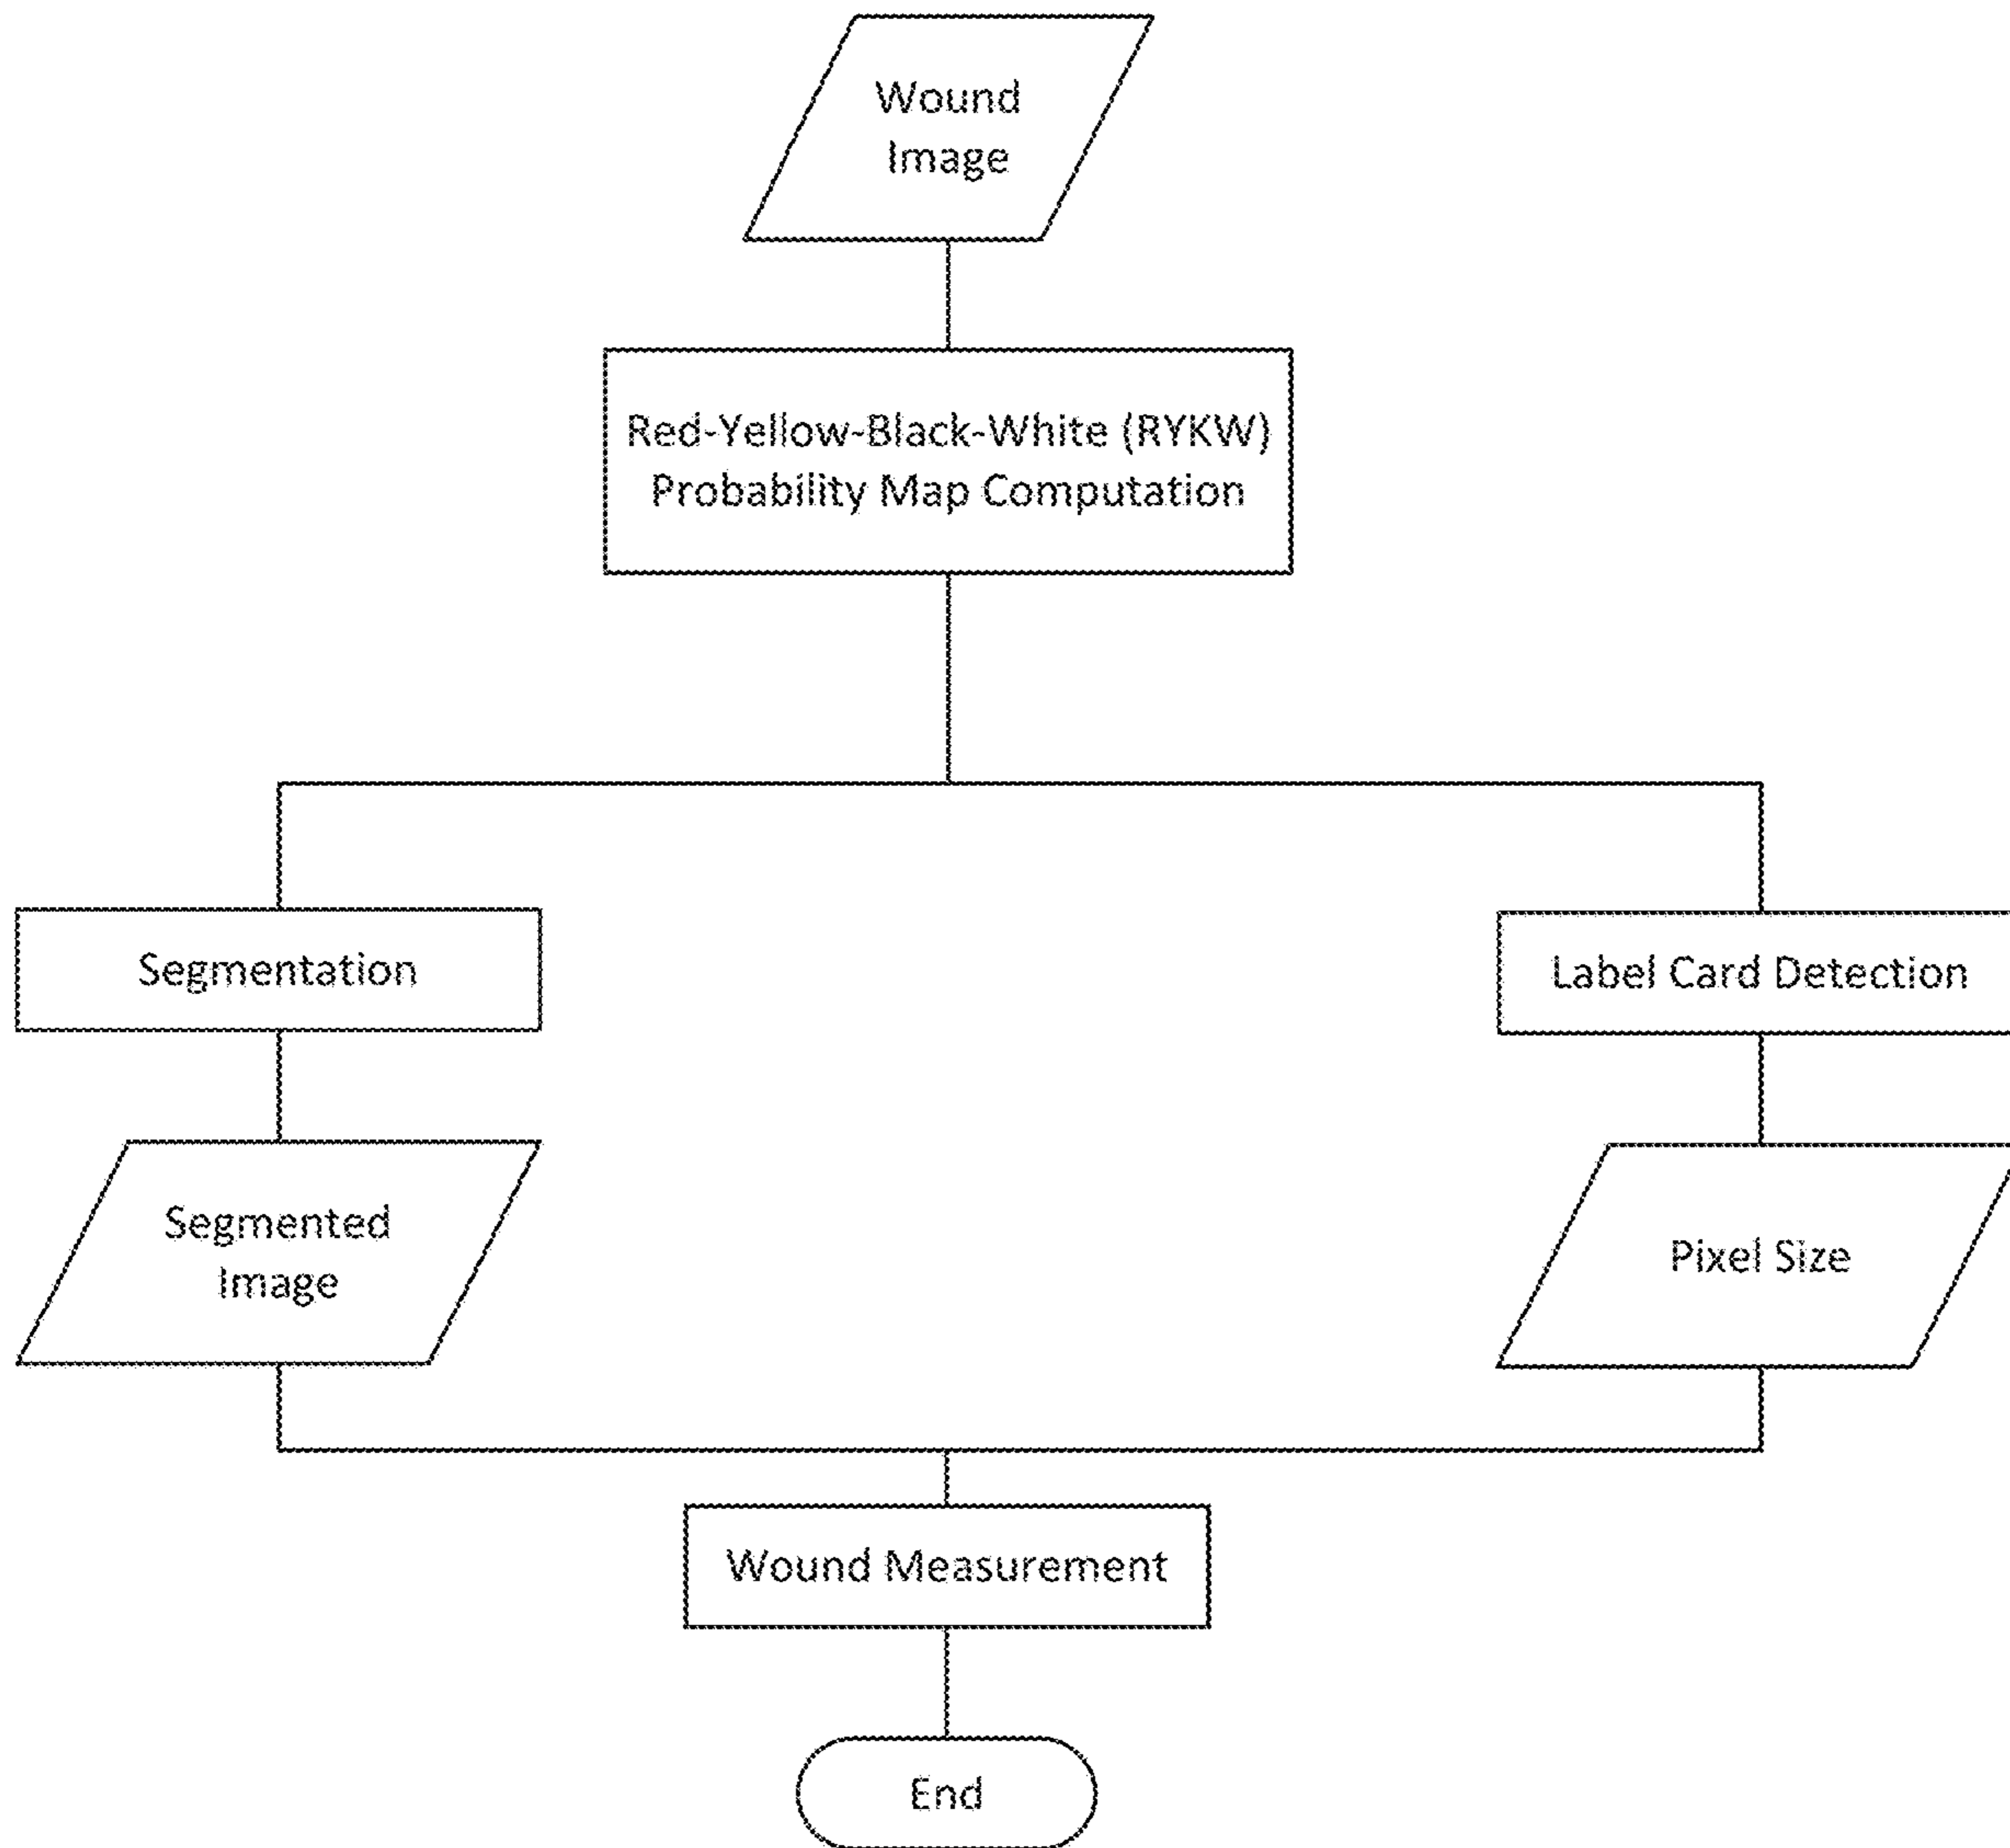 Wound
Image
Red-Yellow-Black-White (RYKW)
Probability Map Computation
Segmentation
Label Card Detection
Segmented
Image
Pixel Size
Wound Measurement
End